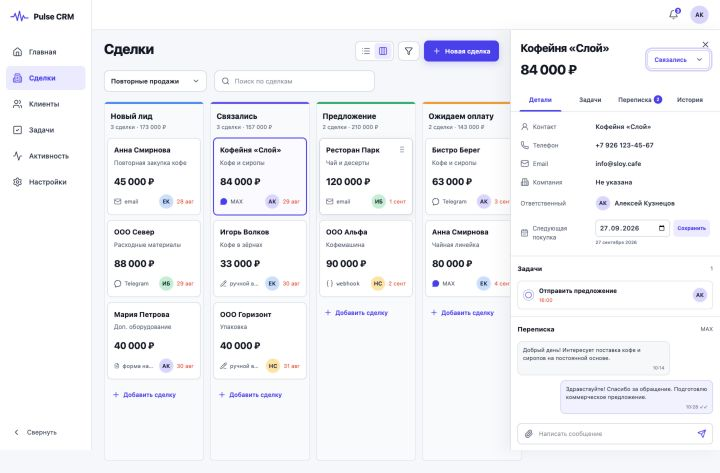 Pulse CRM
2
АК
Главная
Сделки
Клиенты
Задачи
Активность
Настройки
Свернуть
Сделки
Новая сделка
Повторные продажи
Поиск по сделкам
Новый лид
3 сделки · 173 000 ₽
Анна Смирнова
Повторная закупка кофе
45 000 ₽
email
ЕК
28 авг
ООО Север
Расходные материалы
88 000 ₽
Telegram
ИБ
29 авг
Мария Петрова
Доп. оборудование
40 000 ₽
форма на...
АК
30 авг
Добавить сделку
Связались
3 сделки · 157 000 ₽
Кофейня «Слой»
Кофе и сиропы
84 000 ₽
MAX
АК
29 авг
Игорь Волков
Кофе в зёрнах
33 000 ₽
ручной в...
ЕК
30 авг
ООО Горизонт
Упаковка
40 000 ₽
ручной в...
НС
31 авг
Добавить сделку
Предложение
2 сделки · 210 000 ₽
Ресторан Парк
Чай и десерты
120 000 ₽
email
ИБ
1 сент
ООО Альфа
Кофемашина
90 000 ₽
webhook
НС
2 сент
Добавить сделку
Ожидаем оплату
2 сделки · 143 000 ₽
Бистро Берег
Кофе и сиропы
63 000 ₽
Telegram
АК
3 сен
Анна Смирнова
Чайная линейка
80 000 ₽
MAX
ЕК
4 сен
Добавить сделку
Кофейня «Слой»
84 000 ₽
Связались
Детали
Задачи
Переписка 2
История
Контакт
Кофейня «Слой»
Телефон
+7 926 123-45-67
Email
info@sloy.cafe
Компания
Не указана
Ответственный
АК
Алексей Кузнецов
Следующая
покупка
27.09.2026
Сохранить
27 сентября 2026
Задачи
1
Отправить предложение
16:00
АК
Переписка
MAX
Добрый день! Интересует поставка кофе и
сиропов на постоянной основе.
10:14
Здравствуйте! Спасибо за обращение. Подготовлю
коммерческое предложение.
10:28
Написать сообщение